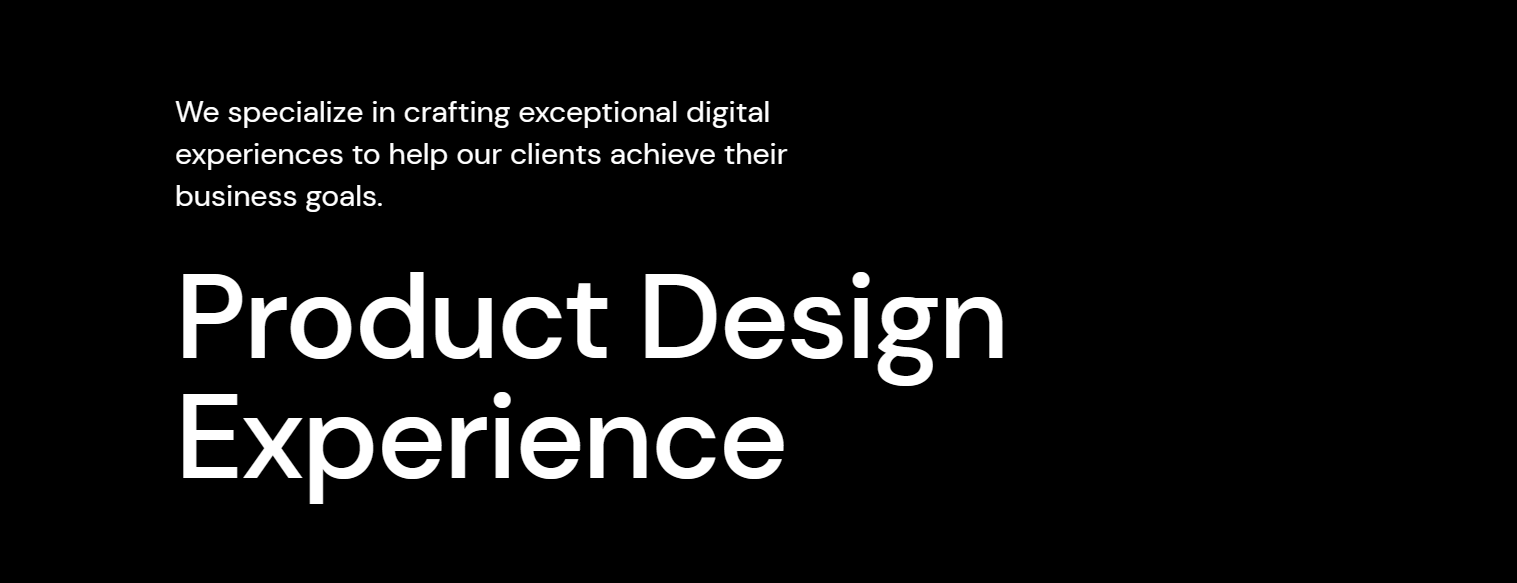 We specialize in crafting exceptional digital
experiences to help our clients achieve their
business goals.
Product Design
Experience